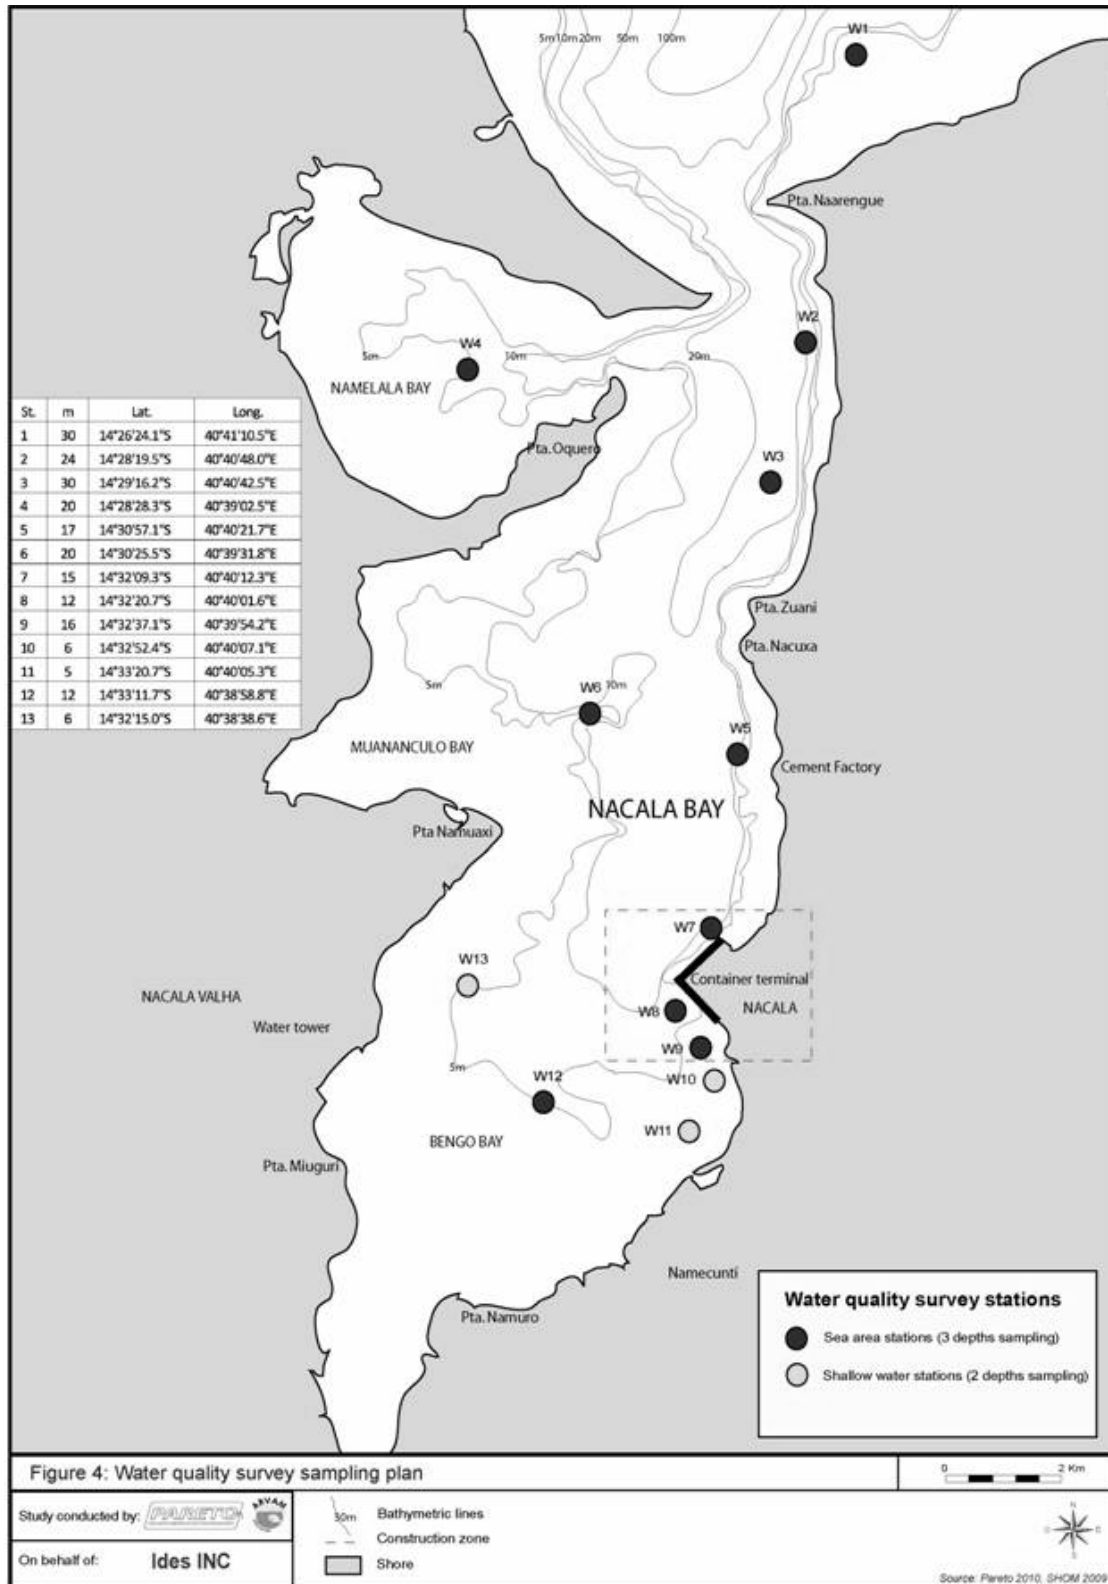 W1
5m 10m 20m 50m 100m
Pta. Naarengue
W2
W4
5m
10m
20m
NAMELALA BAY
Pta. Oquero
W3
St. m Lat. Long.
1 30 14°26'24.1"S 40°41'10.5"E
2 24 14°28'19.5"S 40°40'48.0"E
3 30 14°29'16.2"S 40°40'42.5"E
4 20 14°28'28.3"S 40°39'02.5"E
5 17 14°30'57.1"S 40°40'21.7"E
6 20 14°30'25.5"S 40°39'31.8"E
7 15 14°32'09.3"S 40°40'12.3"E
8 12 14°32'20.7"S 40°40'01.6"E
9 16 14°32'37.1"S 40°39'54.2"E
10 6 14°32'52.4"S 40°40'07.1"E
11 5 14°33'20.7"S 40°40'05.3"E
12 12 14°33'11.7"S 40°38'58.8"E
13 6 14°32'15.0"S 40°38'38.6"E
Pta. Zuani
Pta. Nacuxa
5m
W6 10m
W5
MUANANCULO BAY
Cement Factory
NACALA BAY
Pta Namuaxi
W7
W13
Container terminal
NACALA VALHA
NACALA
W8
Water tower
W9
5m
W12
W10
W11
BENGO BAY
Pta. Miuguri
Namecunti
Pta. Namuro
Water quality survey stations
Sea area stations (3 depths sampling)
Shallow water stations (2 depths sampling)
Figure 4: Water quality survey sampling plan
0 2 Km
Study conducted by: PARETO ARVAM
On behalf of: Ides INC
30m Bathymetric lines
Construction zone
Shore
N
Source: Pareto 2010, SHOM 2009